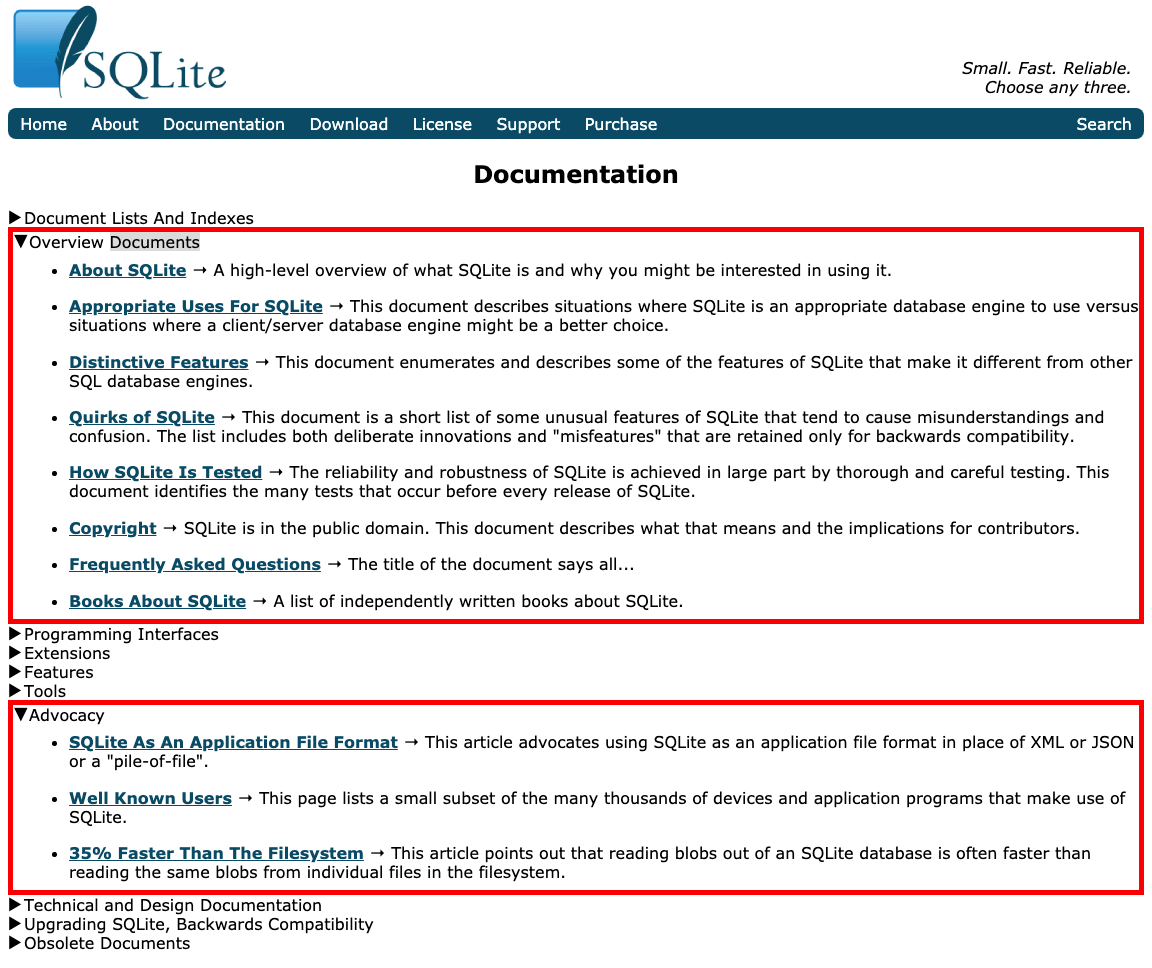 SQLite
Small. Fast. Reliable.
Choose any three.
Home About Documentation Download License Support Purchase Search
Documentation
▶Document Lists And Indexes
▼Overview Documents
• About SQLite → A high-level overview of what SQLite is and why you might be interested in using it.
• Appropriate Uses For SQLite → This document describes situations where SQLite is an appropriate database engine to use versus
situations where a client/server database engine might be a better choice.
• Distinctive Features → This document enumerates and describes some of the features of SQLite that make it different from other
SQL database engines.
• Quirks of SQLite → This document is a short list of some unusual features of SQLite that tend to cause misunderstandings and
confusion. The list includes both deliberate innovations and "misfeatures" that are retained only for backwards compatibility.
• How SQLite Is Tested → The reliability and robustness of SQLite is achieved in large part by thorough and careful testing. This
document identifies the many tests that occur before every release of SQLite.
• Copyright → SQLite is in the public domain. This document describes what that means and the implications for contributors.
• Frequently Asked Questions → The title of the document says all...
• Books About SQLite → A list of independently written books about SQLite.
▶Programming Interfaces
▶Extensions
▶Features
▶Tools
▼Advocacy
• SQLite As An Application File Format → This article advocates using SQLite as an application file format in place of XML or JSON
or a "pile-of-file".
• Well Known Users → This page lists a small subset of the many thousands of devices and application programs that make use of
SQLite.
• 35% Faster Than The Filesystem → This article points out that reading blobs out of an SQLite database is often faster than
reading the same blobs from individual files in the filesystem.
▶Technical and Design Documentation
▶Upgrading SQLite, Backwards Compatibility
▶Obsolete Documents